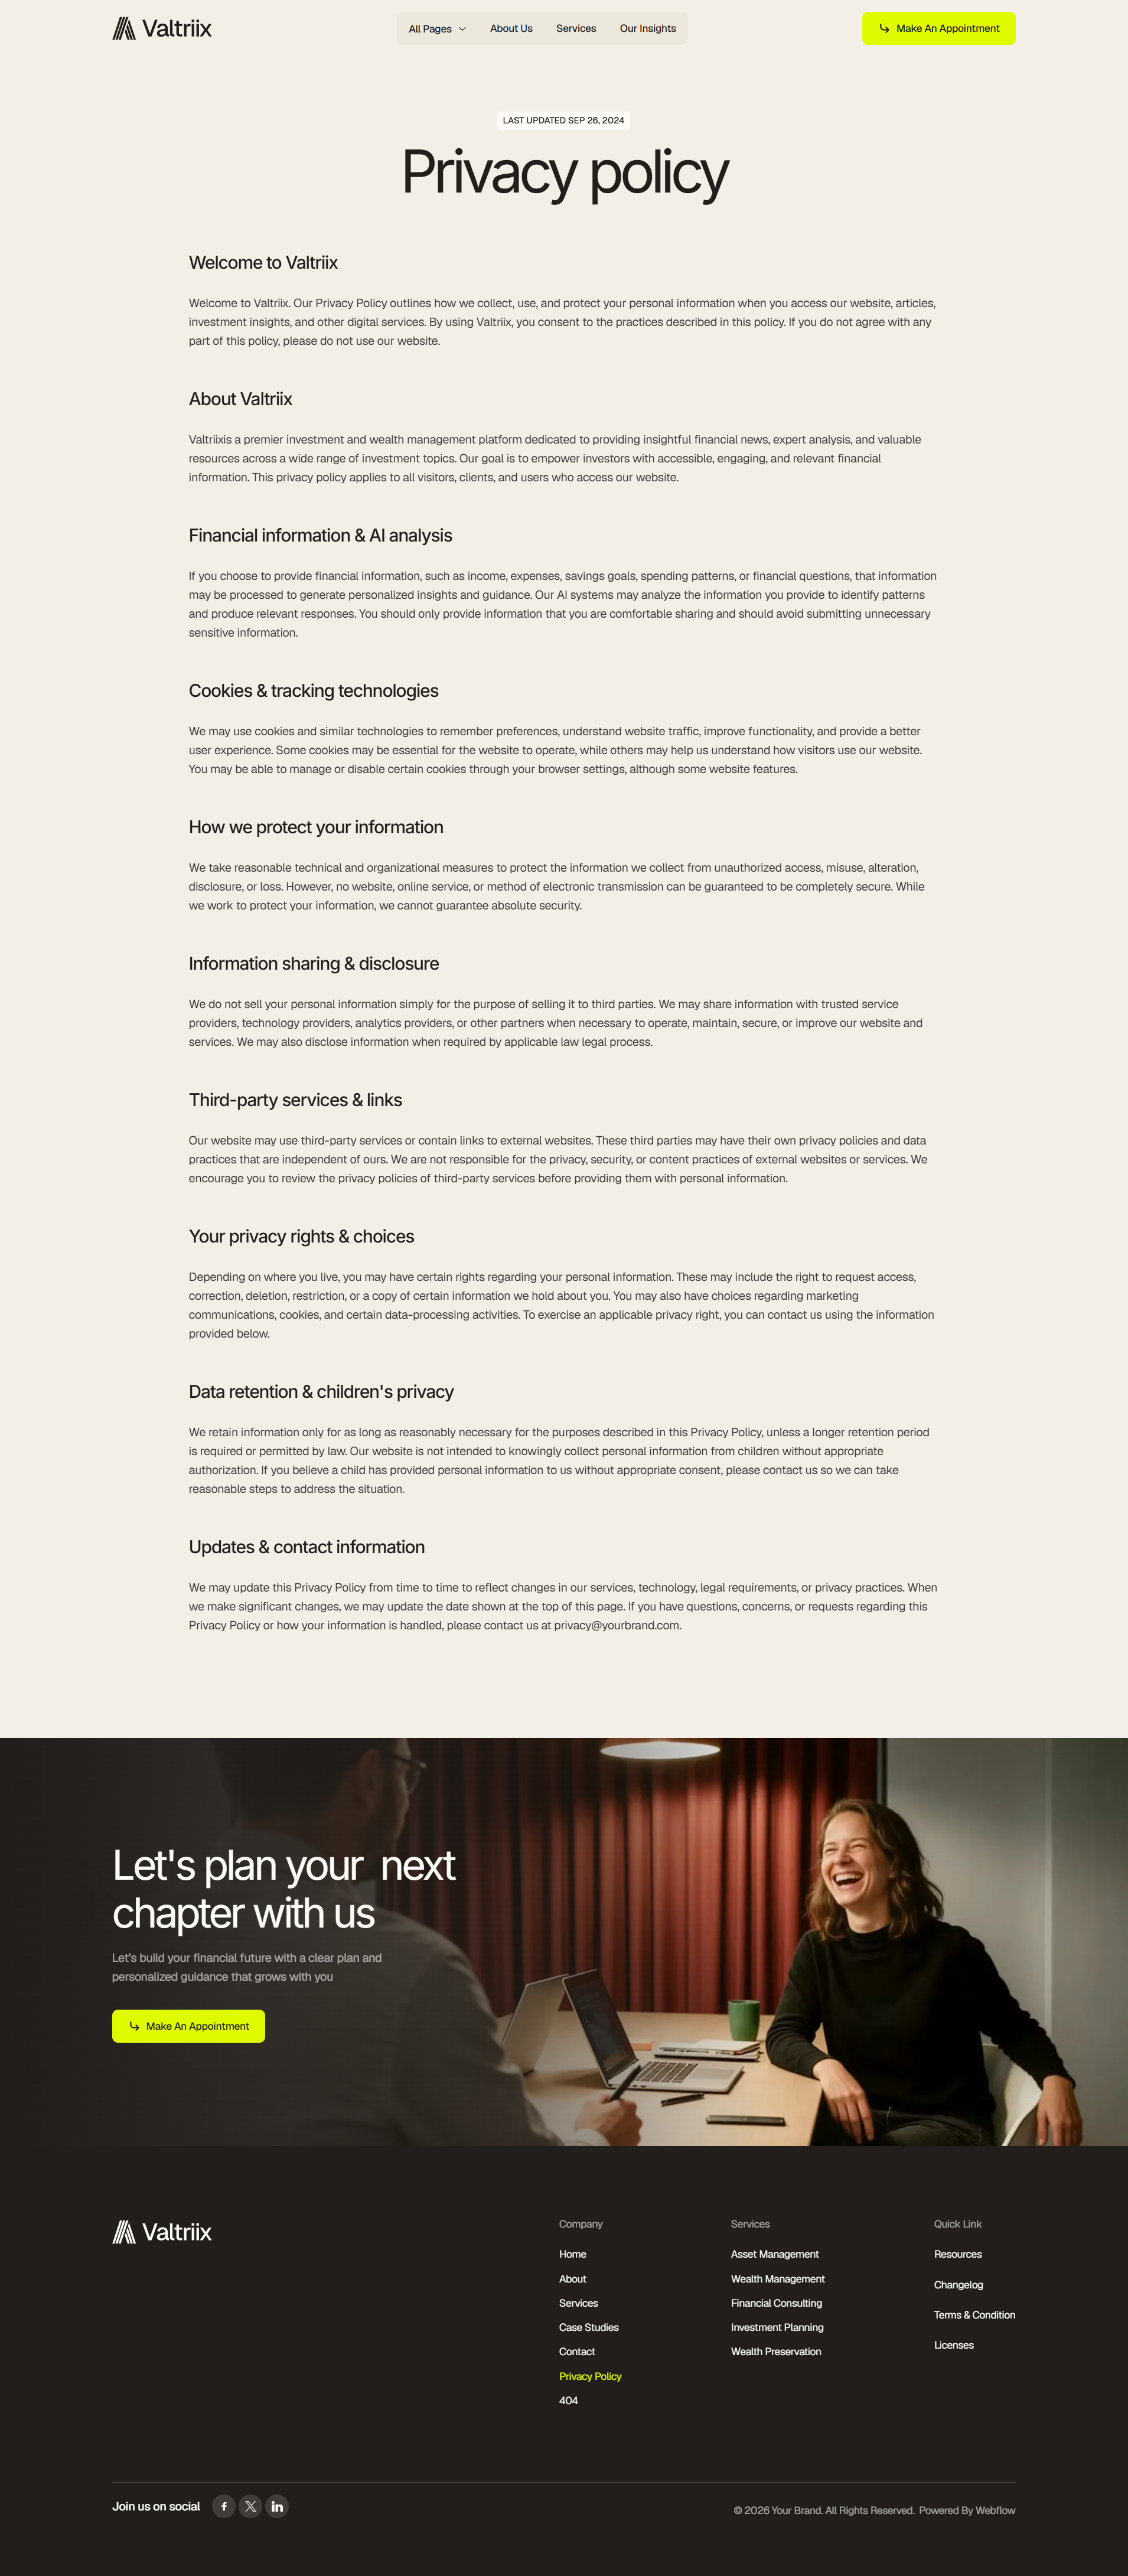 Valtriix
All Pages
About Us
Services
Our Insights
Make An Appointment
LAST UPDATED SEP 26, 2024
Privacy policy
Welcome to Valtriix
Welcome to Valtriix. Our Privacy Policy outlines how we collect, use, and protect your personal information when you access our website, articles,
investment insights, and other digital services. By using Valtriix, you consent to the practices described in this policy. If you do not agree with any
part of this policy, please do not use our website.
About Valtriix
Valtriixis a premier investment and wealth management platform dedicated to providing insightful financial news, expert analysis, and valuable
resources across a wide range of investment topics. Our goal is to empower investors with accessible, engaging, and relevant financial
information. This privacy policy applies to all visitors, clients, and users who access our website.
Financial information & AI analysis
If you choose to provide financial information, such as income, expenses, savings goals, spending patterns, or financial questions, that information
may be processed to generate personalized insights and guidance. Our AI systems may analyze the information you provide to identify patterns
and produce relevant responses. You should only provide information that you are comfortable sharing and should avoid submitting unnecessary
sensitive information.
Cookies & tracking technologies
We may use cookies and similar technologies to remember preferences, understand website traffic, improve functionality, and provide a better
user experience. Some cookies may be essential for the website to operate, while others may help us understand how visitors use our website.
You may be able to manage or disable certain cookies through your browser settings, although some website features.
How we protect your information
We take reasonable technical and organizational measures to protect the information we collect from unauthorized access, misuse, alteration,
disclosure, or loss. However, no website, online service, or method of electronic transmission can be guaranteed to be completely secure. While
we work to protect your information, we cannot guarantee absolute security.
Information sharing & disclosure
We do not sell your personal information simply for the purpose of selling it to third parties. We may share information with trusted service
providers, technology providers, analytics providers, or other partners when necessary to operate, maintain, secure, or improve our website and
services. We may also disclose information when required by applicable law legal process.
Third-party services & links
Our website may use third-party services or contain links to external websites. These third parties may have their own privacy policies and data
practices that are independent of ours. We are not responsible for the privacy, security, or content practices of external websites or services. We
encourage you to review the privacy policies of third-party services before providing them with personal information.
Your privacy rights & choices
Depending on where you live, you may have certain rights regarding your personal information. These may include the right to request access,
correction, deletion, restriction, or a copy of certain information we hold about you. You may also have choices regarding marketing
communications, cookies, and certain data-processing activities. To exercise an applicable privacy right, you can contact us using the information
provided below.
Data retention & children's privacy
We retain information only for as long as reasonably necessary for the purposes described in this Privacy Policy, unless a longer retention period
is required or permitted by law. Our website is not intended to knowingly collect personal information from children without appropriate
authorization. If you believe a child has provided personal information to us without appropriate consent, please contact us so we can take
reasonable steps to address the situation.
Updates & contact information
We may update this Privacy Policy from time to time to reflect changes in our services, technology, legal requirements, or privacy practices. When
we make significant changes, we may update the date shown at the top of this page. If you have questions, concerns, or requests regarding this
Privacy Policy or how your information is handled, please contact us at privacy@yourbrand.com.
Let's plan your next
chapter with us
Let's build your financial future with a clear plan and
personalized guidance that grows with you
Make An Appointment
Valtriix
Company
Home
About
Services
Case Studies
Contact
Privacy Policy
404
Services
Asset Management
Wealth Management
Financial Consulting
Investment Planning
Wealth Preservation
Quick Link
Resources
Changelog
Terms & Condition
Licenses
Join us on social
© 2026 Your Brand. All Rights Reserved. Powered By Webflow